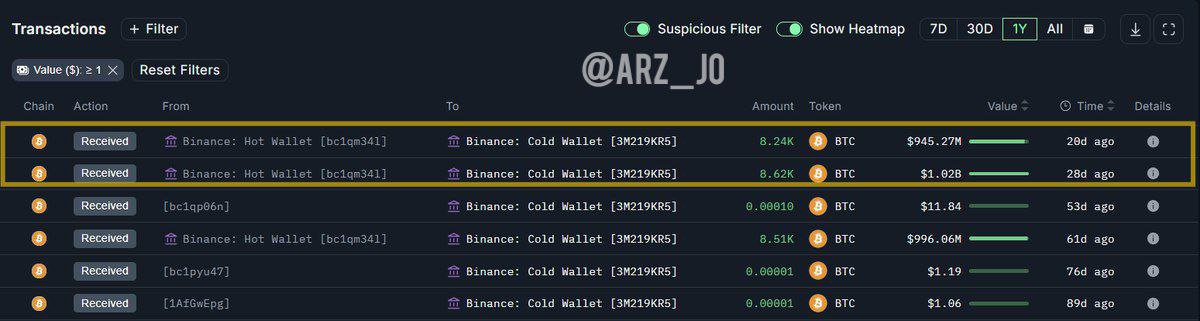 Transactions + Filter Suspicious Filter Show Heatmap 7D 30D 1Y All
@ARZ_JO
Value ($): ≥ 1 Reset Filters
Chain Action From To Amount Token Value Time Details
Received Binance: Hot Wallet [bc1qm34l] Binance: Cold Wallet [3M219KR5] 8.24K BTC $945.27M 20d ago
Received Binance: Hot Wallet [bc1qm34l] Binance: Cold Wallet [3M219KR5] 8.62K BTC $1.02B 28d ago
Received [bc1qp06n] Binance: Cold Wallet [3M219KR5] 0.00010 BTC $11.84 53d ago
Received Binance: Hot Wallet [bc1qm34l] Binance: Cold Wallet [3M219KR5] 8.51K BTC $996.06M 61d ago
Received [bc1pyu47] Binance: Cold Wallet [3M219KR5] 0.00001 BTC $1.19 76d ago
Received [1AfGwEpg] Binance: Cold Wallet [3M219KR5] 0.00001 BTC $1.06 89d ago